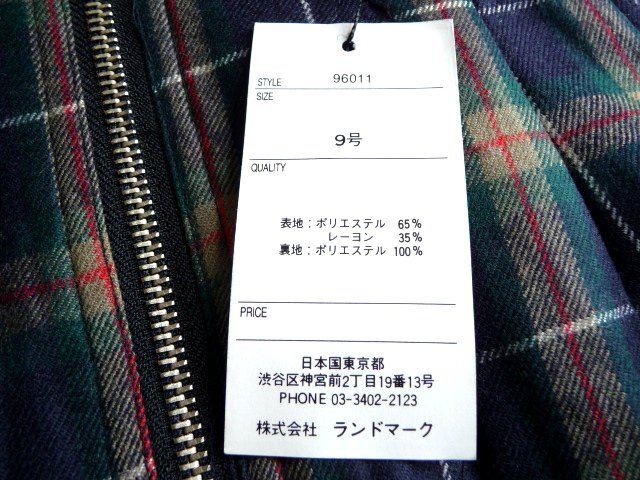 STYLE 96011
SIZE
9号
QUALITY
表地：ポリエステル 65%
レーヨン 35%
裏地：ポリエステル 100%
PRICE
日本国東京都
渋谷区神宮前2丁目19番13号
PHONE 03-3402-2123
株式会社 ランドマーク